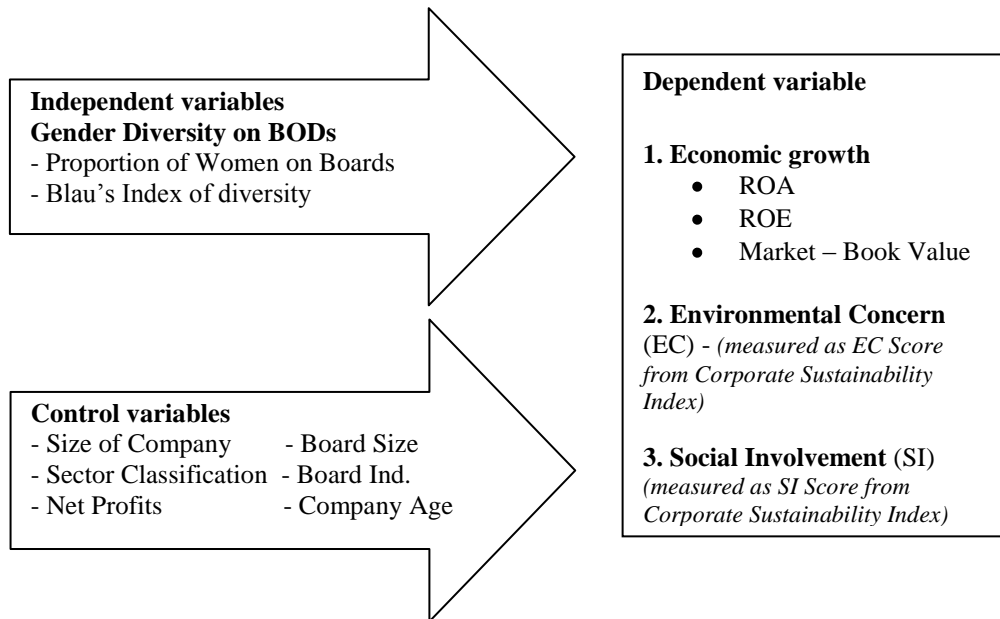 Independent variables
Gender Diversity on BODs
- Proportion of Women on Boards
- Blau's Index of diversity
Control variables
- Size of Company - Board Size
- Sector Classification - Board Ind.
- Net Profits - Company Age
Dependent variable
1. Economic growth
• ROA
• ROE
• Market – Book Value
2. Environmental Concern
(EC) - (measured as EC Score
from Corporate Sustainability
Index)
3. Social Involvement (SI)
(measured as SI Score from
Corporate Sustainability Index)